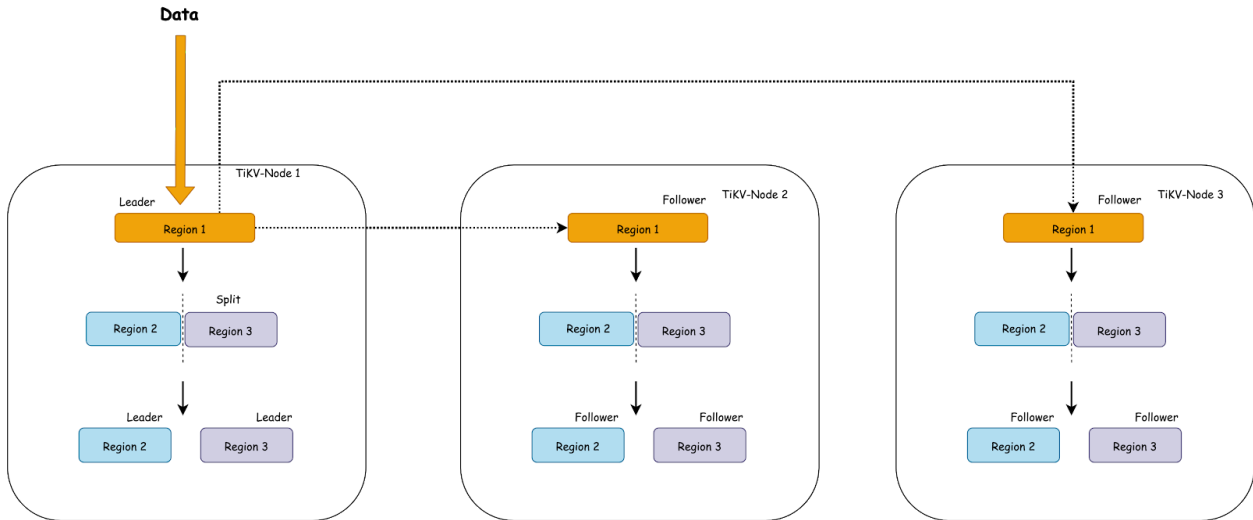 Data
TiKV-Node 1
Leader
Region 1
Split
Region 2
Region 3
Leader
Leader
Region 2
Region 3
TiKV-Node 2
Follower
Region 1
Region 2
Region 3
Follower
Follower
Region 2
Region 3
TiKV-Node 3
Follower
Region 1
Region 2
Region 3
Follower
Follower
Region 2
Region 3